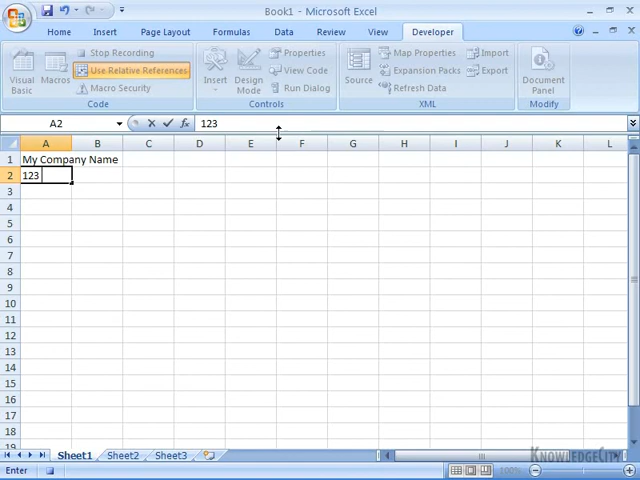 Book1 - Microsoft Excel
Home Insert Page Layout Formulas Data Review View Developer
Visual Basic
Stop Recording
Use Relative References
Macro Security
Code
Insert
Design Mode
Properties
View Code
Run Dialog
Controls
Source
Map Properties
Expansion Packs
Refresh Data
Import
Export
XML
Document Panel
Modify
A2 fx 123
A B C D E F G H I J K L
1 My Company Name
2 123
3
4
5
6
7
8
9
10
11
12
13
14
15
16
17
18
19
Sheet1 Sheet2 Sheet3
KnowledgeCity
Enter 100%